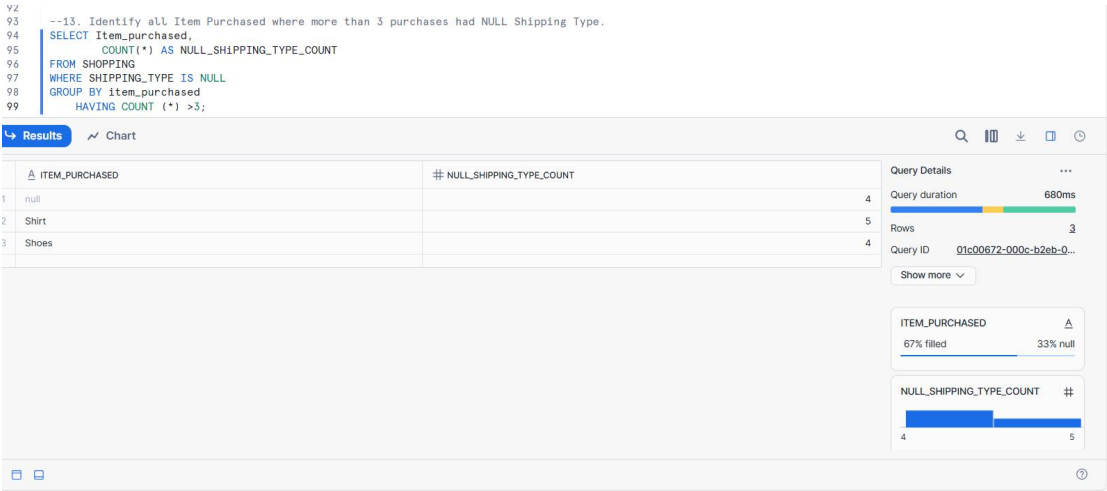 92
93 --13. Identify all Item Purchased where more than 3 purchases had NULL Shipping Type.
94 SELECT Item_purchased,
95 COUNT(*) AS NULL_SHiPPING_TYPE_COUNT
96 FROM SHOPPING
97 WHERE SHIPPING_TYPE IS NULL
98 GROUP BY item_purchased
99 HAVING COUNT (*) >3;
Results Chart
A ITEM_PURCHASED # NULL_SHIPPING_TYPE_COUNT
1 null 4
2 Shirt 5
3 Shoes 4
Query Details ...
Query duration 680ms
Rows 3
Query ID 01c00672-000c-b2eb-0...
Show more
ITEM_PURCHASED A
67% filled 33% null
NULL_SHIPPING_TYPE_COUNT #
4 5